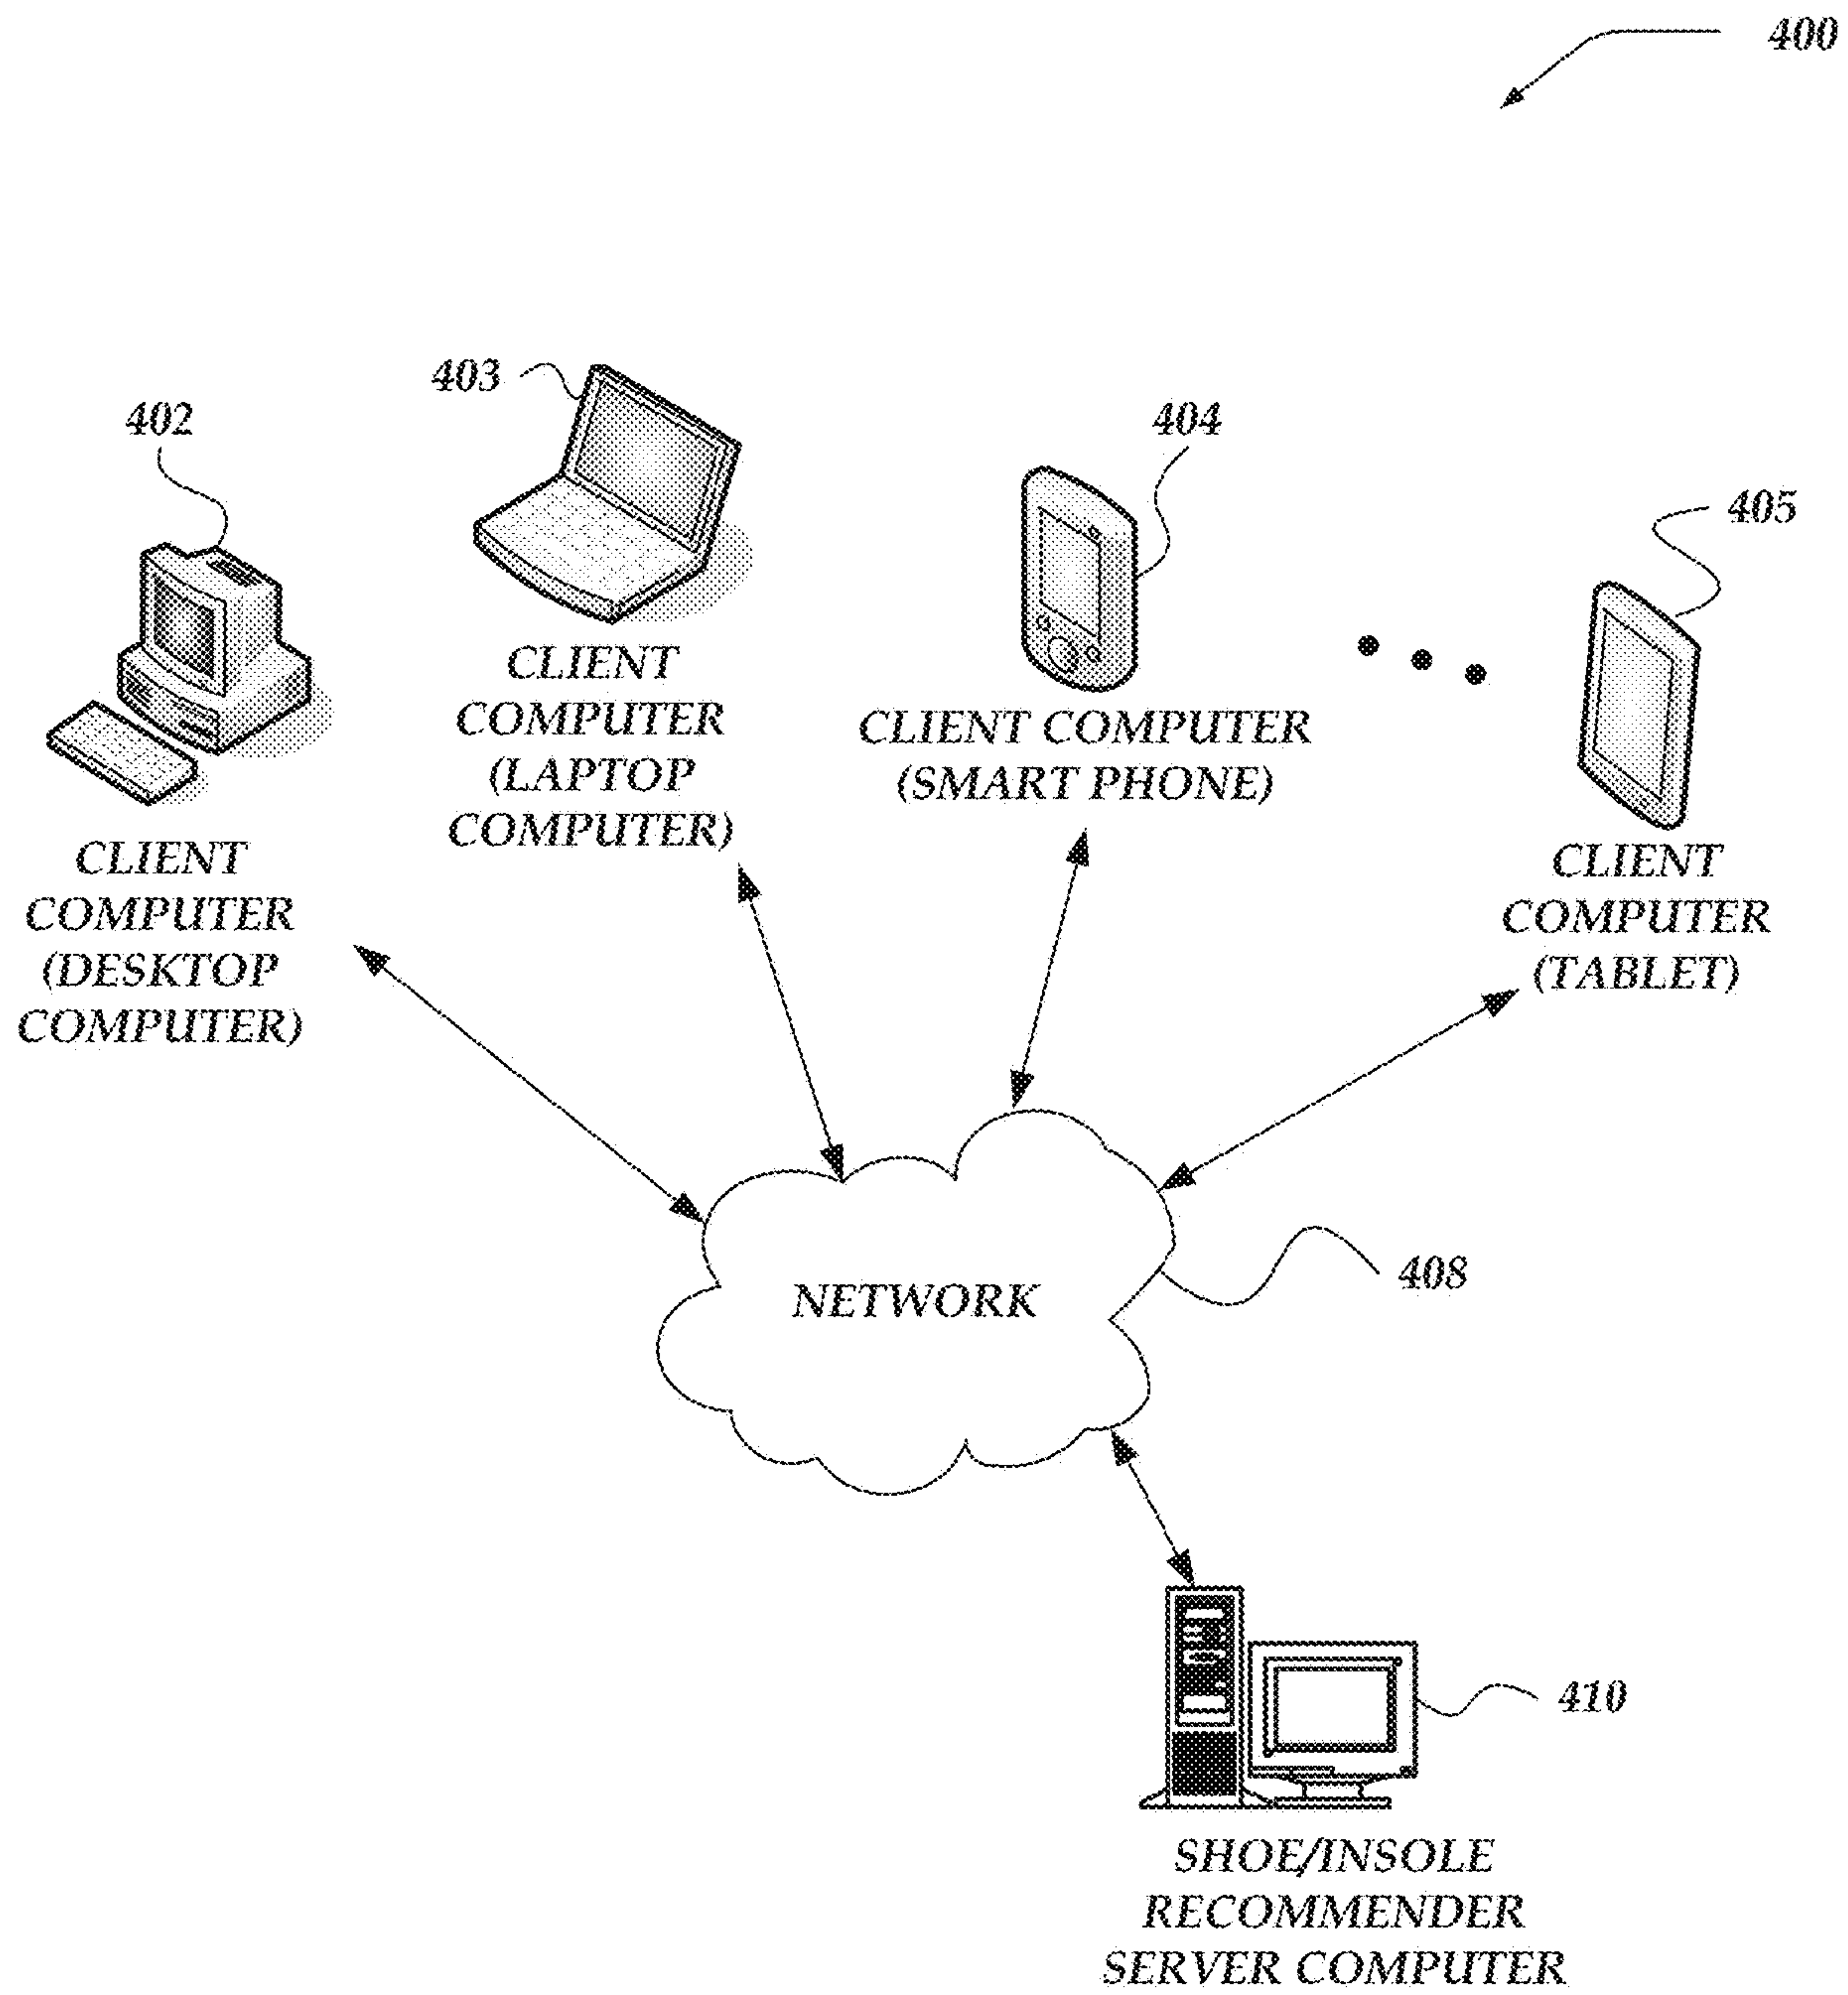 400
403
402
404
405
CLIENT
COMPUTER
(LAPTOP
COMPUTER)
CLIENT COMPUTER
(SMART PHONE)
CLIENT
COMPUTER
(DESKTOP
COMPUTER)
CLIENT
COMPUTER
(TABLET)
NETWORK
408
410
SHOE/INSOLE
RECOMMENDER
SERVER COMPUTER